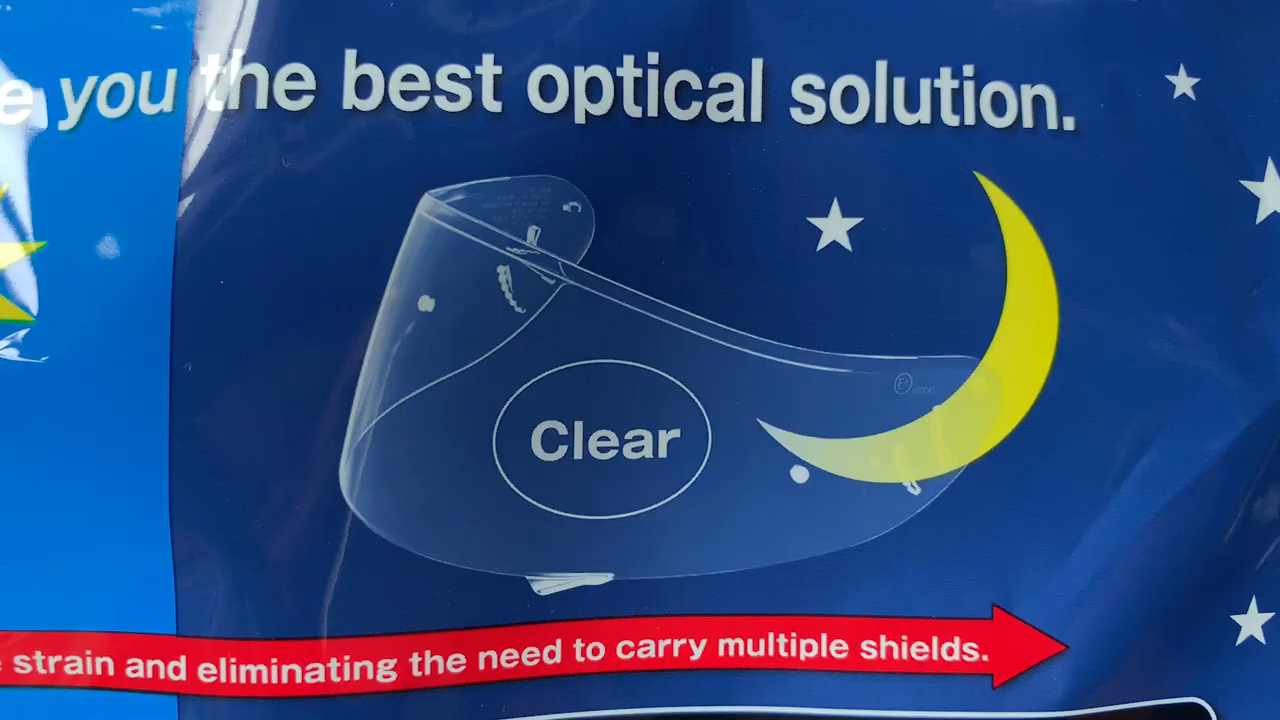 you the best optical solution.
Clear
strain and eliminating the need to carry multiple shields.